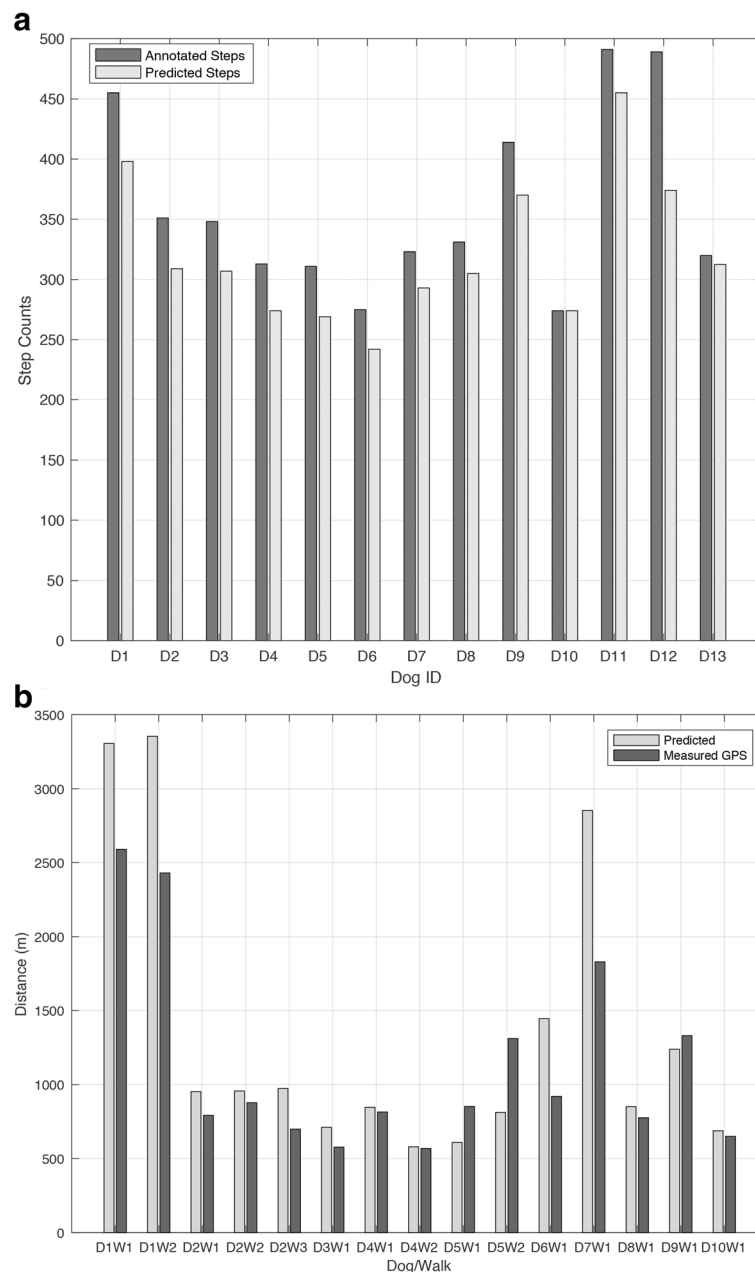 a
500
Annotated Steps
Predicted Steps
450
400
350
300
250
200
150
100
50
0
Step Counts
D1 D2 D3 D4 D5 D6 D7 D8 D9 D10 D11 D12 D13
Dog ID
b
3500
Predicted
Measured GPS
3000
2500
2000
1500
1000
500
0
Distance (m)
D1W1 D1W2 D2W1 D2W2 D2W3 D3W1 D4W1 D4W2 D5W1 D5W2 D6W1 D7W1 D8W1 D9W1 D10W1
Dog/Walk